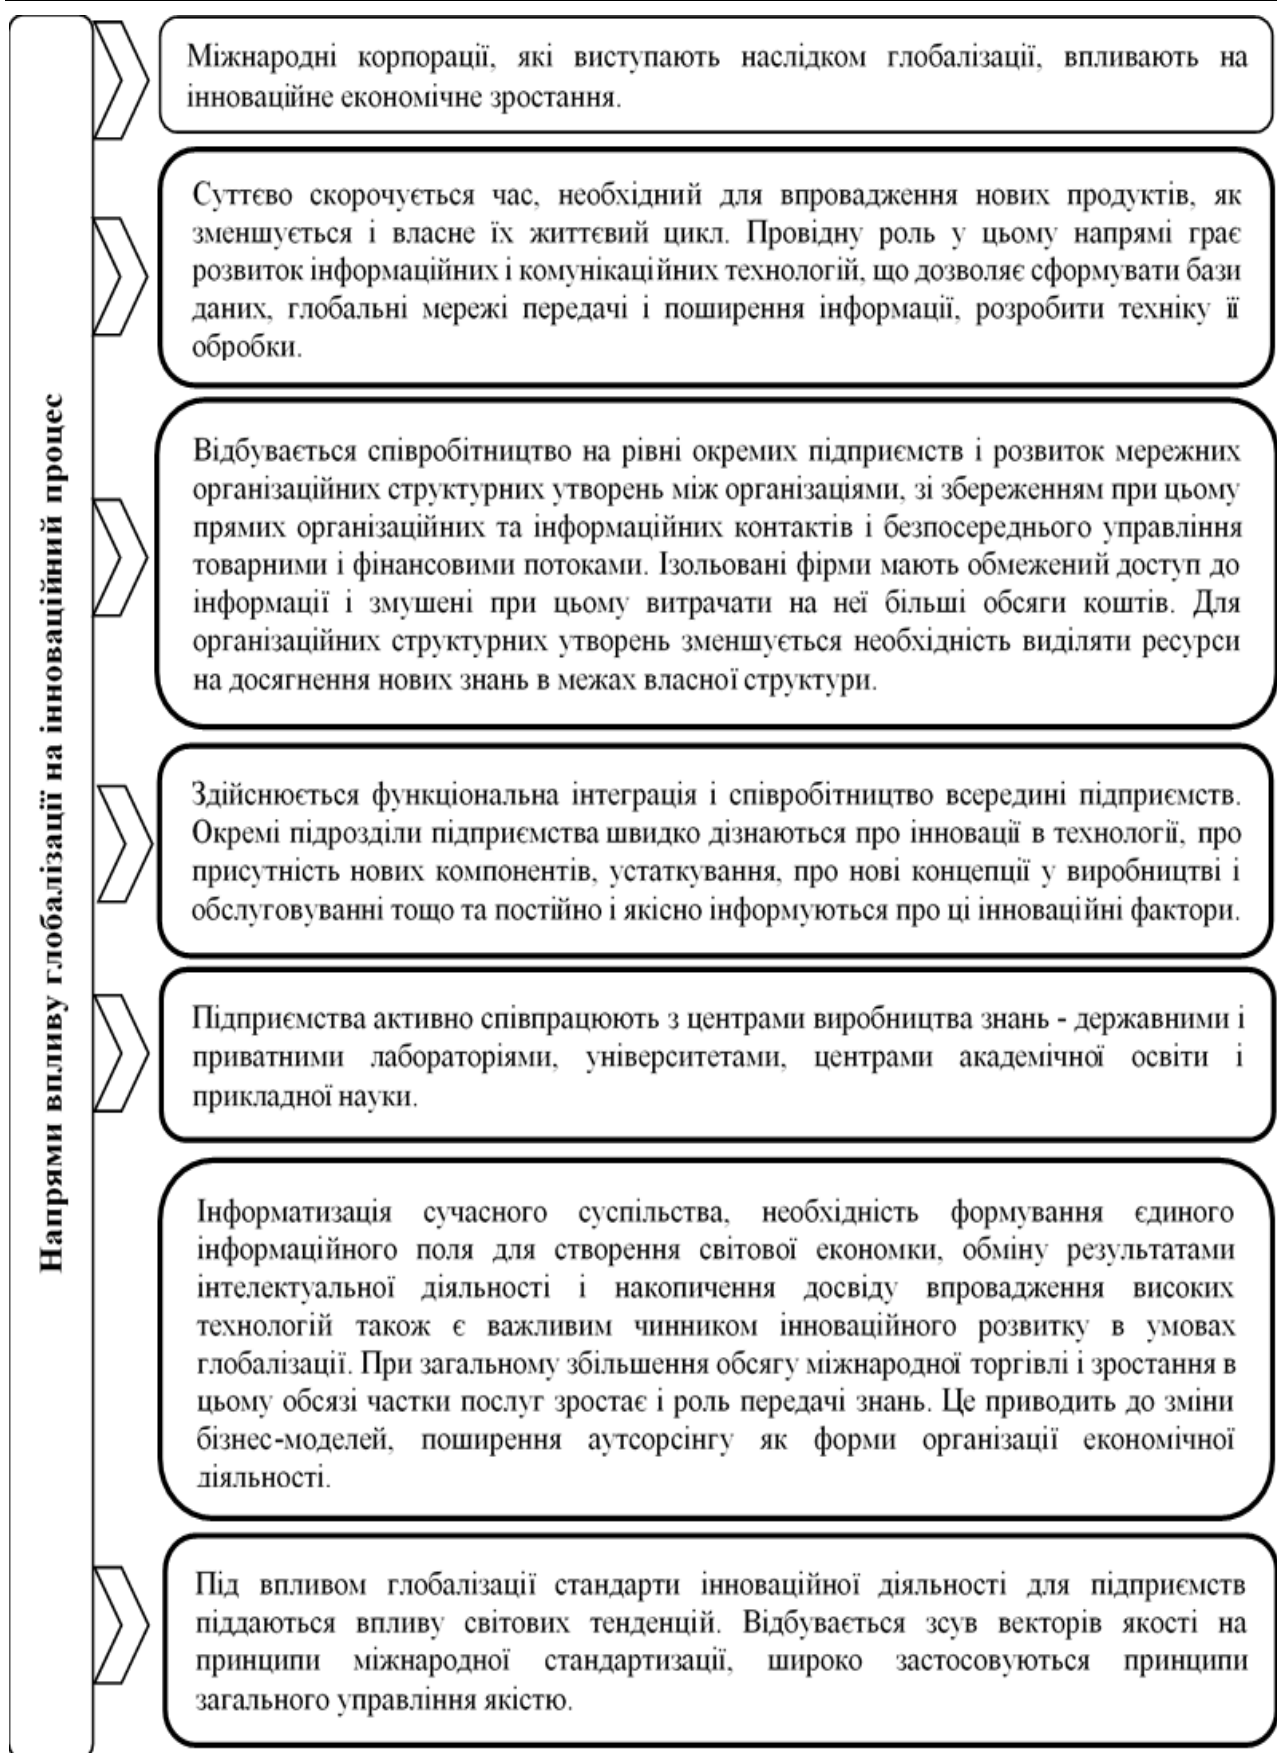 Напрями впливу глобалізації на інноваційний процес
Міжнародні корпорації, які виступають наслідком глобалізації, впливають на
інноваційне економічне зростання.
Суттєво скорочується час, необхідний для впровадження нових продуктів, як
зменшується і власне їх життєвий цикл. Провідну роль у цьому напрямі грає
розвиток інформаційних і комунікаційних технологій, що дозволяє сформувати бази
даних, глобальні мережі передачі і поширення інформації, розробити техніку її
обробки.
Відбувається співробітництво на рівні окремих підприємств і розвиток мережних
організаційних структурних утворень між організаціями, зі збереженням при цьому
прямих організаційних та інформаційних контактів і безпосереднього управління
товарними і фінансовими потоками. Ізольовані фірми мають обмежений доступ до
інформації і змушені при цьому витрачати на неї більші обсяги коштів. Для
організаційних структурних утворень зменшується необхідність виділяти ресурси
на досягнення нових знань в межах власної структури.
Здійснюється функціональна інтеграція і співробітництво всередині підприємств.
Окремі підрозділи підприємства швидко дізнаються про інновації в технології, про
присутність нових компонентів, устаткування, про нові концепції у виробництві і
обслуговуванні тощо та постійно і якісно інформуються про ці інноваційні фактори.
Підприємства активно співпрацюють з центрами виробництва знань - державними і
приватними лабораторіями, університетами, центрами академічної освіти і
прикладної науки.
Інформатизація сучасного суспільства, необхідність формування єдиного
інформаційного поля для створення світової економки, обміну результатами
інтелектуальної діяльності і накопичення досвіду впровадження високих
технологій також є важливим чинником інноваційного розвитку в умовах
глобалізації. При загальному збільшення обсягу міжнародної торгівлі і зростання в
цьому обсязі частки послуг зростає і роль передачі знань. Це приводить до зміни
бізнес-моделей, поширення аутсорсінгу як форми організації економічної
діяльності.
Під впливом глобалізації стандарти інноваційної діяльності для підприємств
піддаються впливу світових тенденцій. Відбувається зсув векторів якості на
принципи міжнародної стандартизації, широко застосовуються принципи
загального управління якістю.